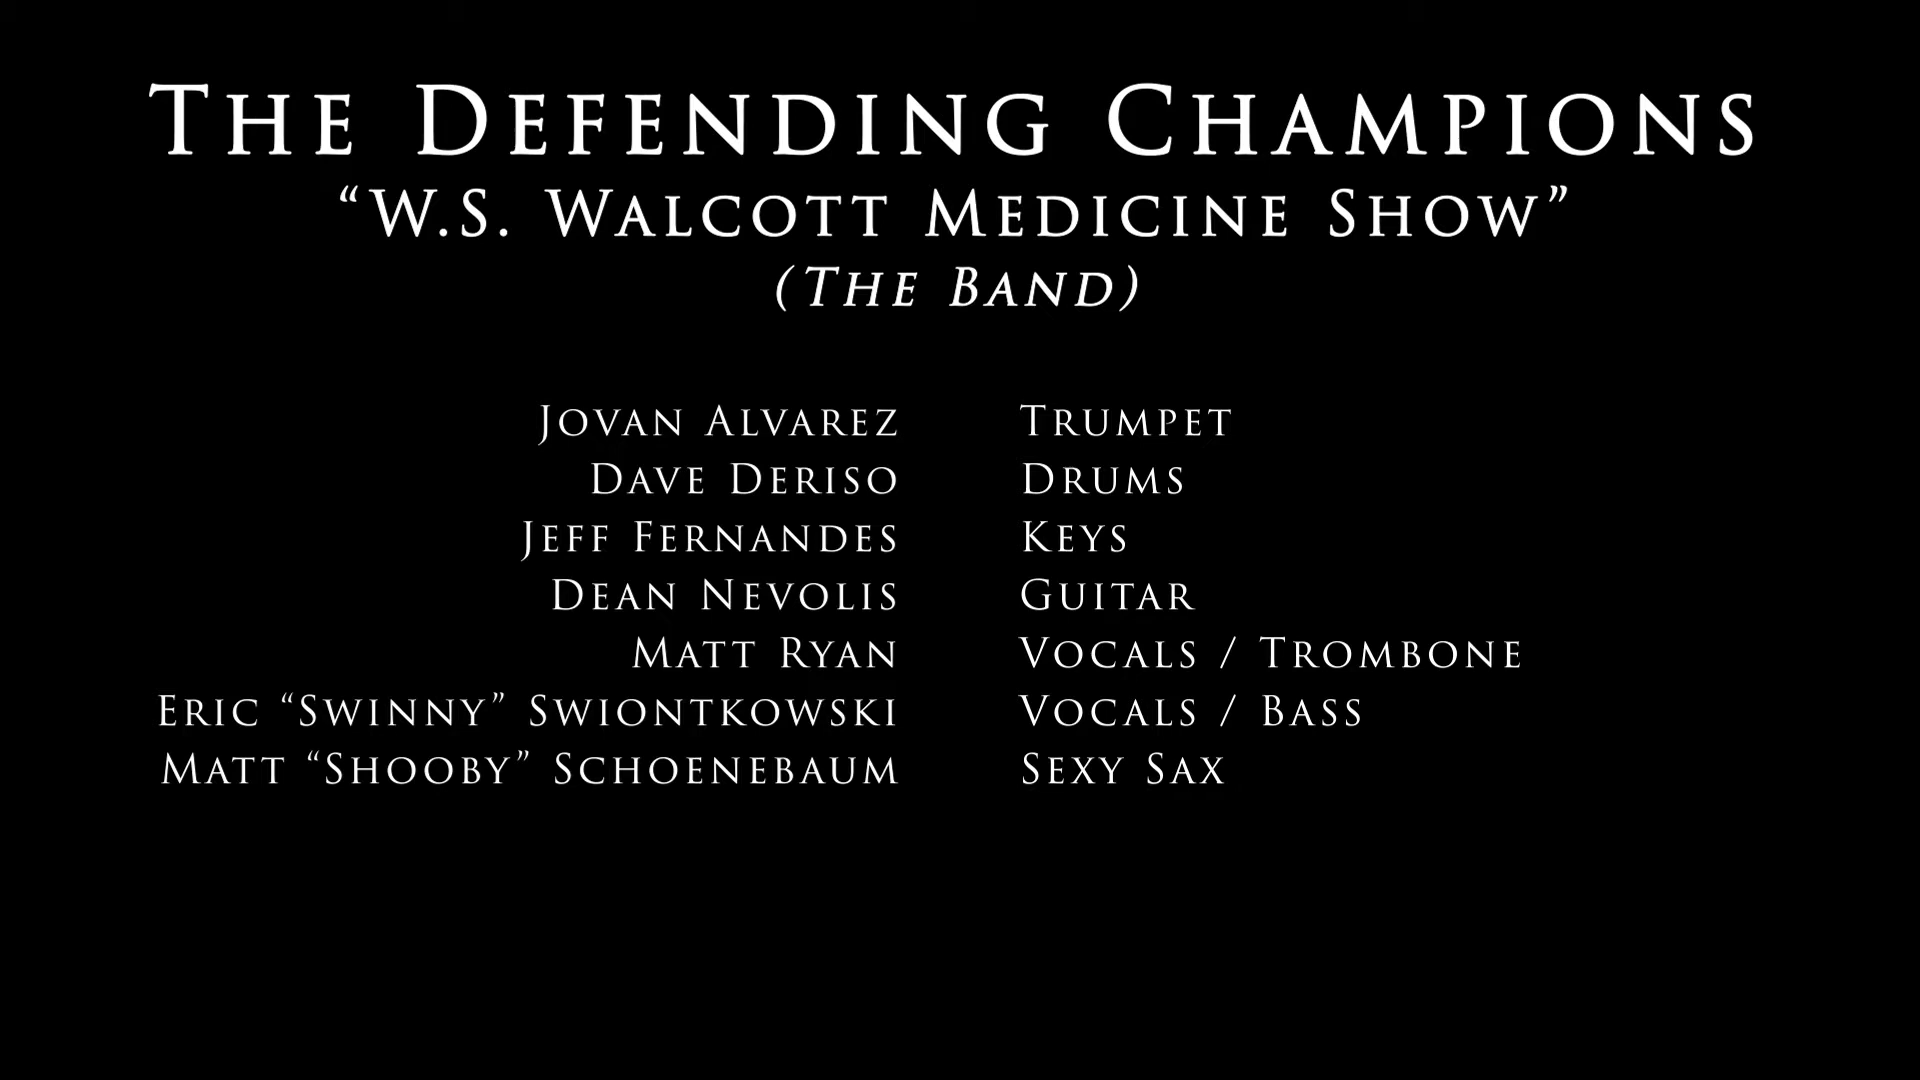 The Defending Champions
“W.S. Walcott Medicine Show”
(The Band)
Jovan Alvarez Trumpet
Dave Deriso Drums
Jeff Fernandes Keys
Dean Nevolis Guitar
Matt Ryan Vocals / Trombone
Eric “Swinny” Swiontkowski Vocals / Bass
Matt “Shooby” Schoenebaum Sexy Sax